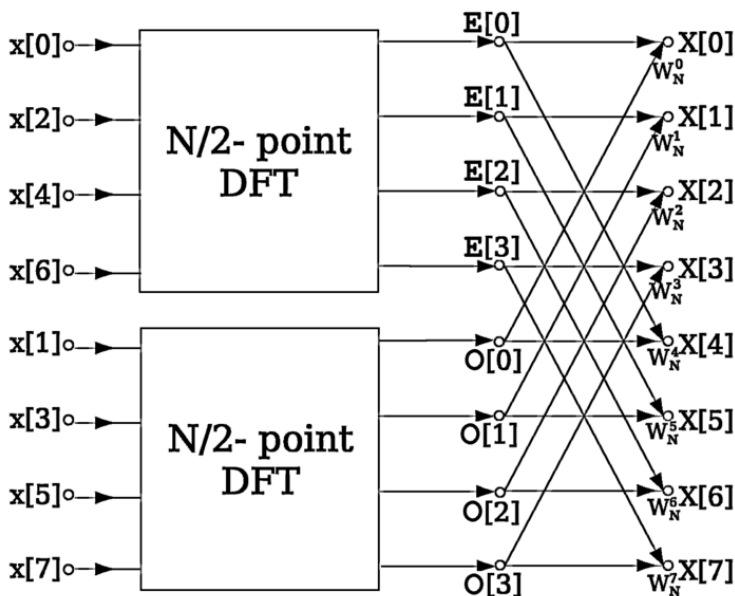 x[0] E[0] X[0]
W_N^0
x[2] E[1] X[1]
W_N^1
N/2- point
DFT
x[4] E[2] X[2]
W_N^2
x[6] E[3] X[3]
W_N^3
x[1] O[0] W_N^4 X[4]
x[3] O[1] W_N^5 X[5]
N/2- point
DFT
x[5] O[2] W_N^6 X[6]
x[7] O[3] W_N^7 X[7]